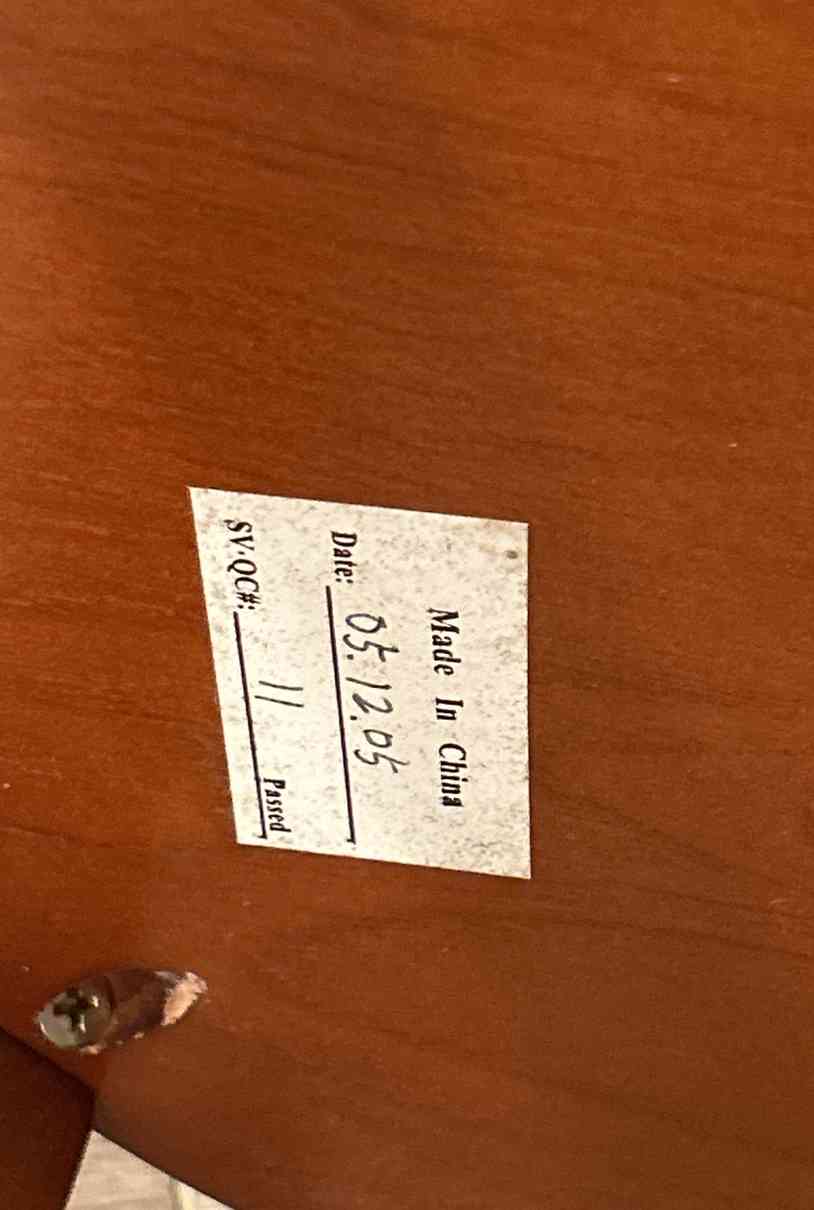 Made In China
Date: 05.12.05
SV·QC#: 11 Passed